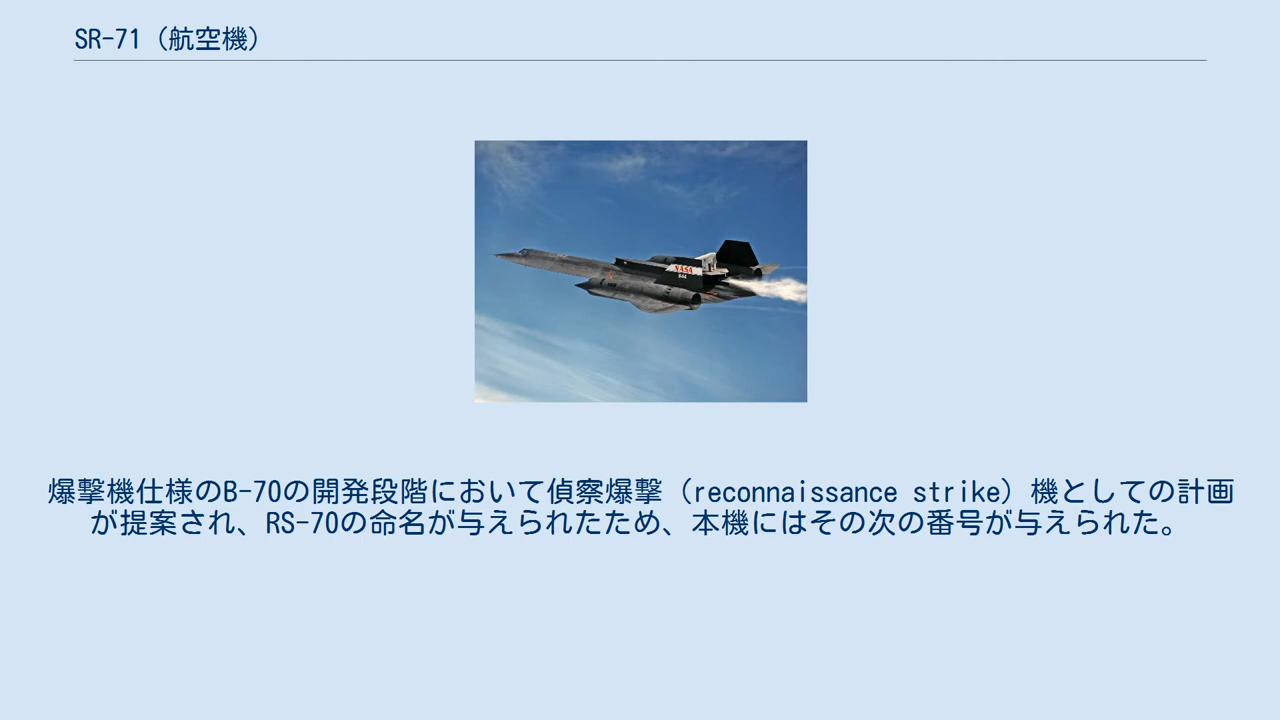 SR-71（航空機）
NASA
844
爆撃機仕様のB-70の開発段階において偵察爆撃（reconnaissance strike）機としての計画
が提案され、RS-70の命名が与えられたため、本機にはその次の番号が与えられた。